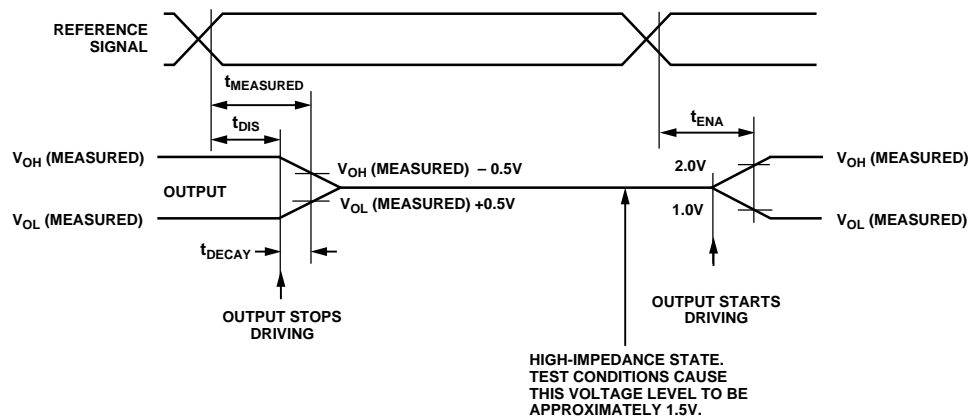 REFERENCE
SIGNAL
tMEASURED
tDIS
tENA
VOH (MEASURED)
VOH (MEASURED) – 0.5V
2.0V
VOH (MEASURED)
OUTPUT
VOL (MEASURED)
VOL (MEASURED) +0.5V
1.0V
VOL (MEASURED)
tDECAY
OUTPUT STOPS
DRIVING
OUTPUT STARTS
DRIVING
HIGH-IMPEDANCE STATE.
TEST CONDITIONS CAUSE
THIS VOLTAGE LEVEL TO BE
APPROXIMATELY 1.5V.